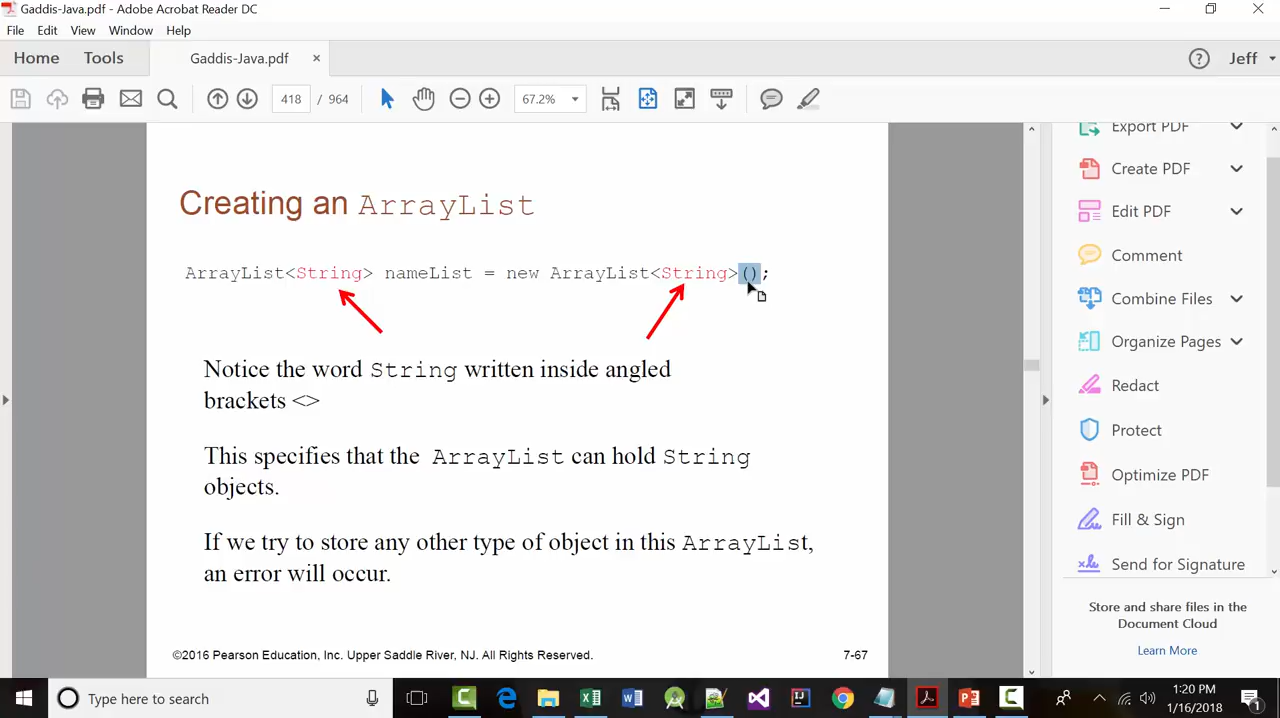 Gaddis-Java.pdf - Adobe Acrobat Reader DC
File Edit View Window Help
Home Tools Gaddis-Java.pdf × ? Jeff
418 / 964 67.2%
Export PDF
Create PDF
Edit PDF
Comment
Combine Files
Organize Pages
Redact
Protect
Optimize PDF
Fill & Sign
Send for Signature
Store and share files in the
Document Cloud
Learn More
Creating an ArrayList
ArrayList<String> nameList = new ArrayList<String>();
Notice the word String written inside angled
brackets <>
This specifies that the ArrayList can hold String
objects.
If we try to store any other type of object in this ArrayList,
an error will occur.
©2016 Pearson Education, Inc. Upper Saddle River, NJ. All Rights Reserved. 7-67
Type here to search
1:20 PM
1/16/2018